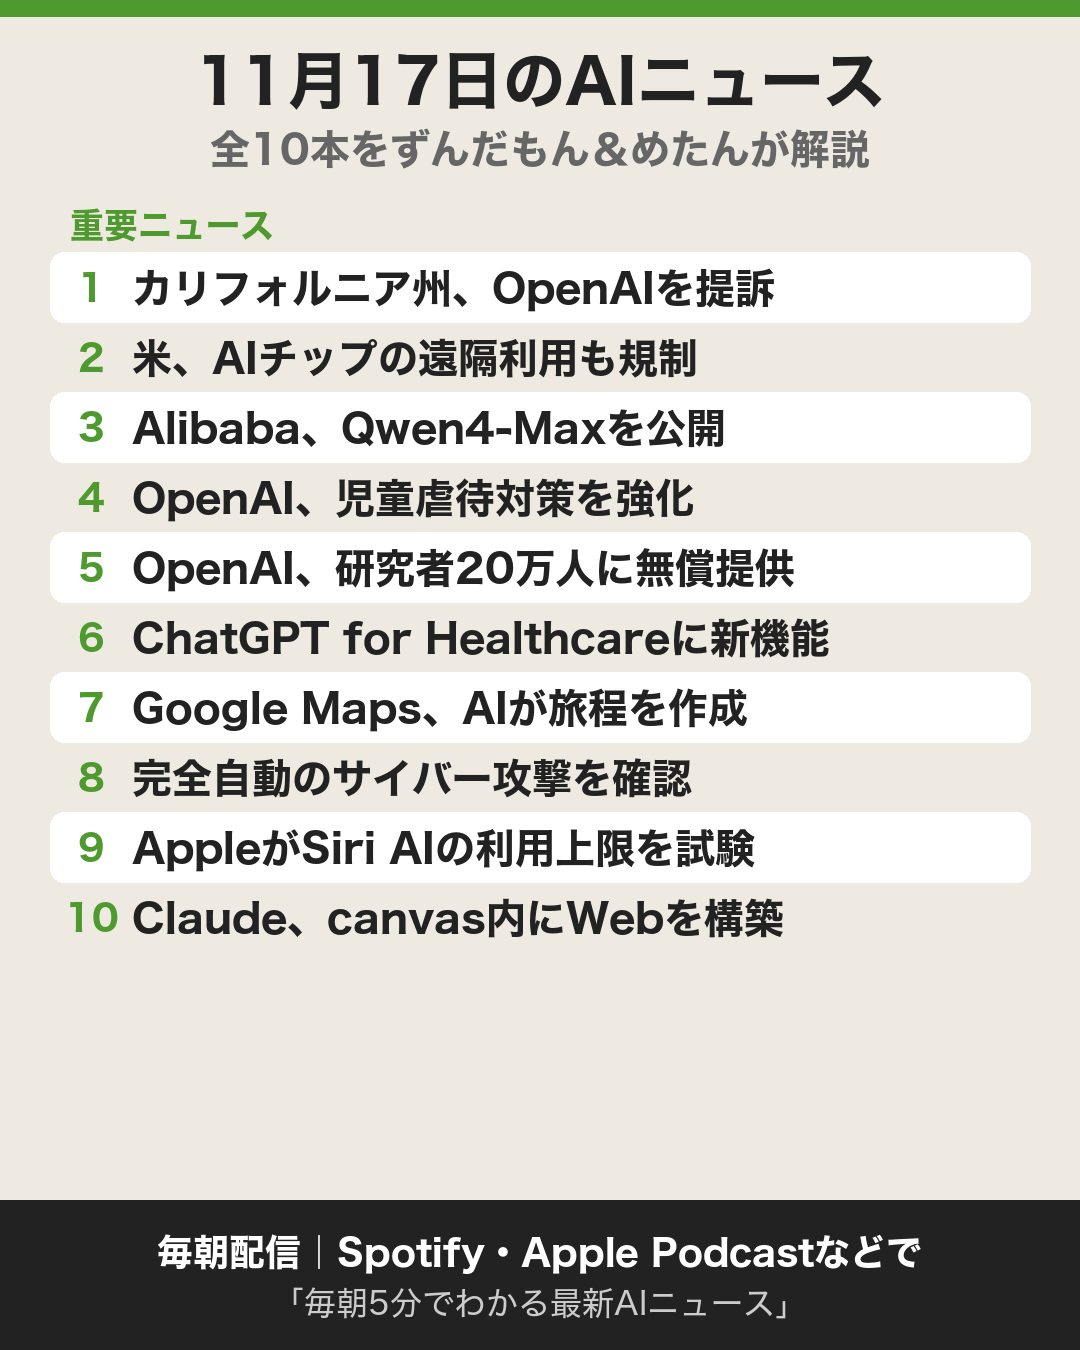 11月17日のAIニュース
全10本をずんだもん&めたんが解説
重要ニュース
1 カリフォルニア州、OpenAIを提訴
2 米、AIチップの遠隔利用も規制
3 Alibaba、Qwen4-Maxを公開
4 OpenAI、児童虐待対策を強化
5 OpenAI、研究者20万人に無償提供
6 ChatGPT for Healthcareに新機能
7 Google Maps、AIが旅程を作成
8 完全自動のサイバー攻撃を確認
9 AppleがSiri AIの利用上限を試験
10 Claude、canvas内にWebを構築
毎朝配信｜Spotify・Apple Podcastなどで
「毎朝5分でわかる最新AIニュース」